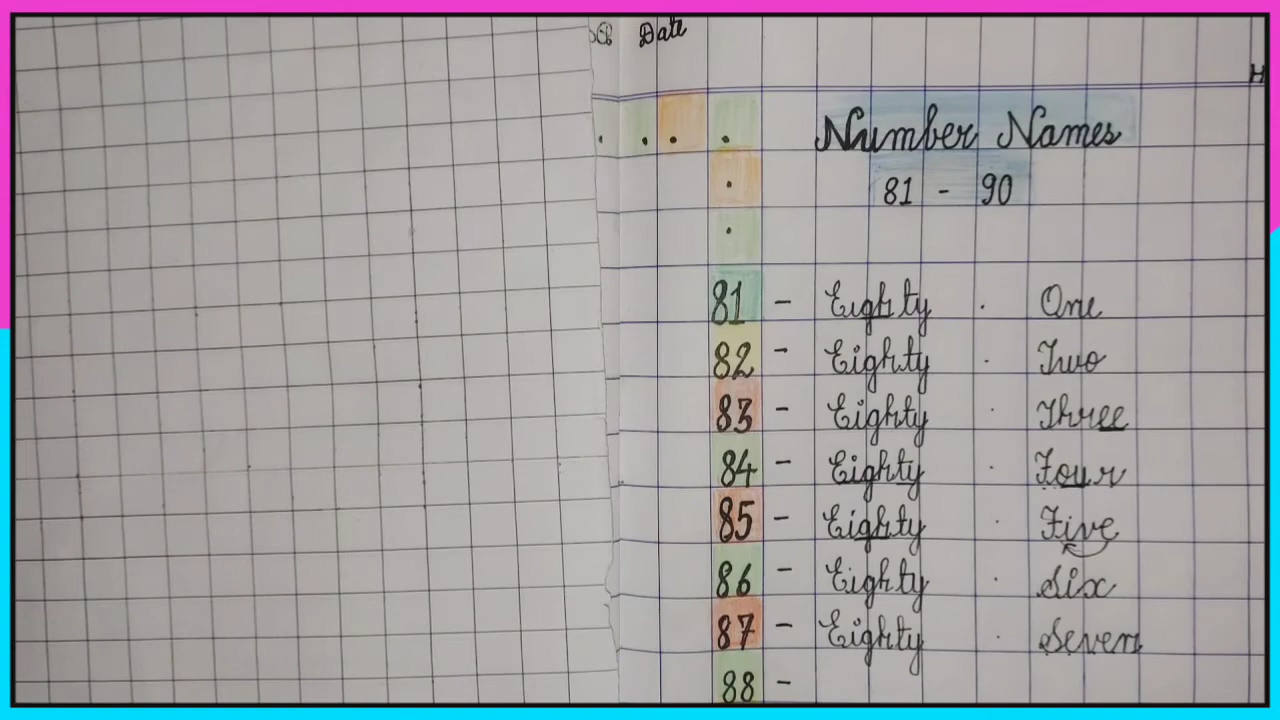 Date
H
Number Names
81 - 90
81 - Eighty . One
82 - Eighty . Two
83 - Eighty . Three
84 - Eighty . Four
85 - Eighty . Five
86 - Eighty . Six
87 - Eighty . Seven
88 -